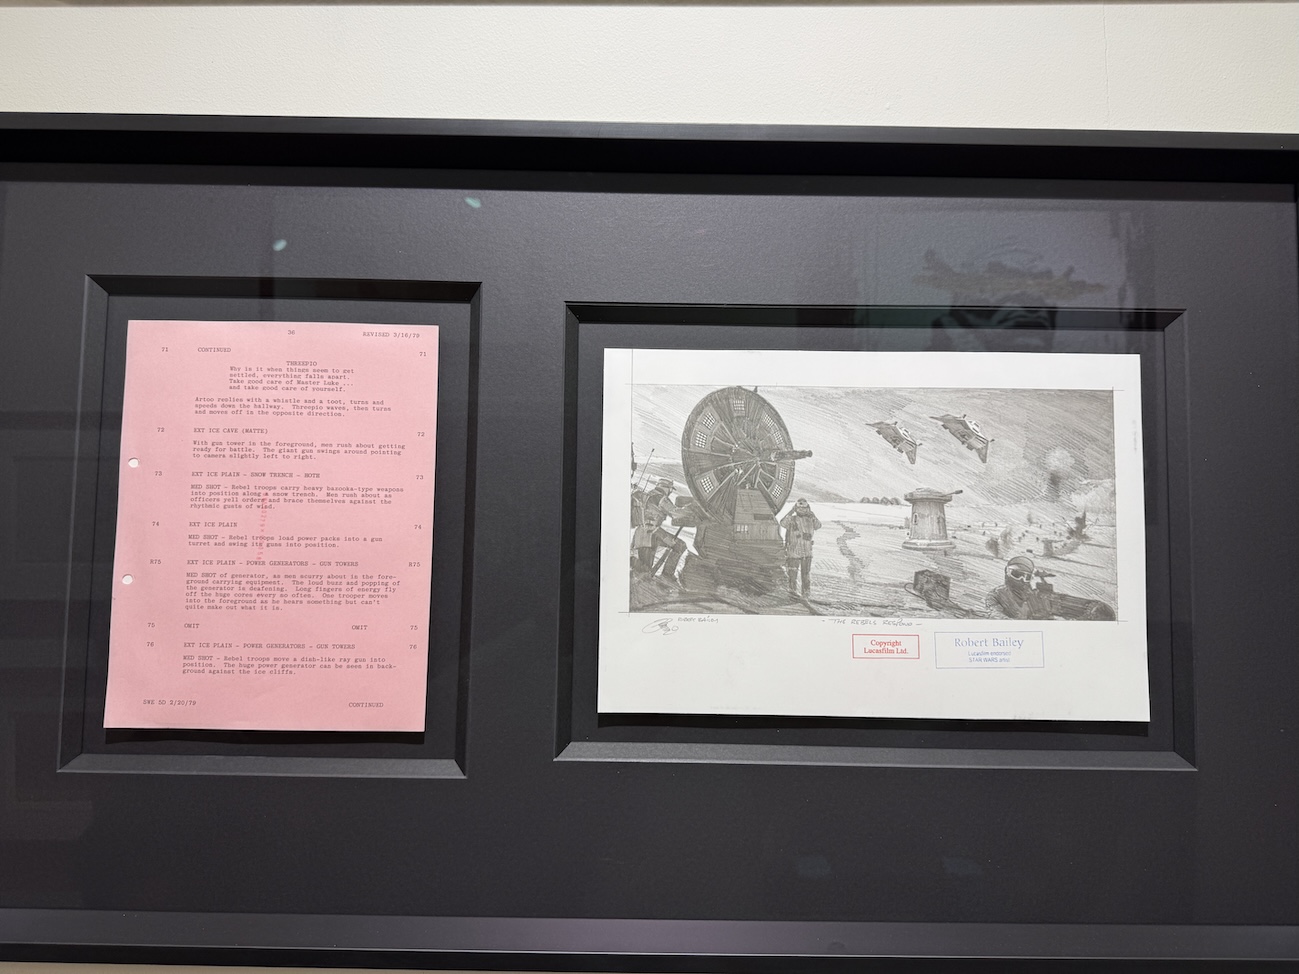 36
REVISED 3/16/79
71 CONTINUED 71
THREEPIO
Why is it when things seem to get
settled, everything falls apart.
Take good care of Master Luke ...
and take good care of yourself.
Artoo replies with a whistle and a toot, turns and
speeds down the hallway. Threepio waves, then turns
and moves off in the opposite direction.
72 EXT ICE CAVE (MATTE) 72
With gun tower in the foreground, men rush about getting
ready for battle. The giant gun swings around pointing
to camera slightly left to right.
73 EXT ICE PLAIN - SNOW TRENCH - HOTE 73
MED SHOT - Rebel troops carry heavy bazooka-type weapons
into position along a snow trench. Men rush about as
officers yell orders and brace themselves against the
rhythmic gusts of wind.
74 EXT ICE PLAIN 74
MED SHOT - Rebel troops load power packs into a gun
turret and swing its guns into position.
R75 EXT ICE PLAIN - POWER GENERATORS - GUN TOWERS R75
MED SHOT of generator, as men scurry about in the fore-
ground carrying equipment. The loud buzz and popping of
the generator is deafening. Long fingers of energy fly
off the huge cores every so often. One trooper moves
into the foreground as he hears something but can't
quite make out what it is.
75 OMIT OMIT 75
76 EXT ICE PLAIN - POWER GENERATORS - GUN TOWERS 76
MED SHOT - Rebel troops move a dish-like ray gun into
position. The huge power generator can be seen in back-
ground against the ice cliffs.
SWE 5D 2/20/79 CONTINUED
- "THE REBELS RESPOND" -
Copyright
Lucasfilm Ltd.
Robert Bailey
Lucasfilm endorsed
STAR WARS artist